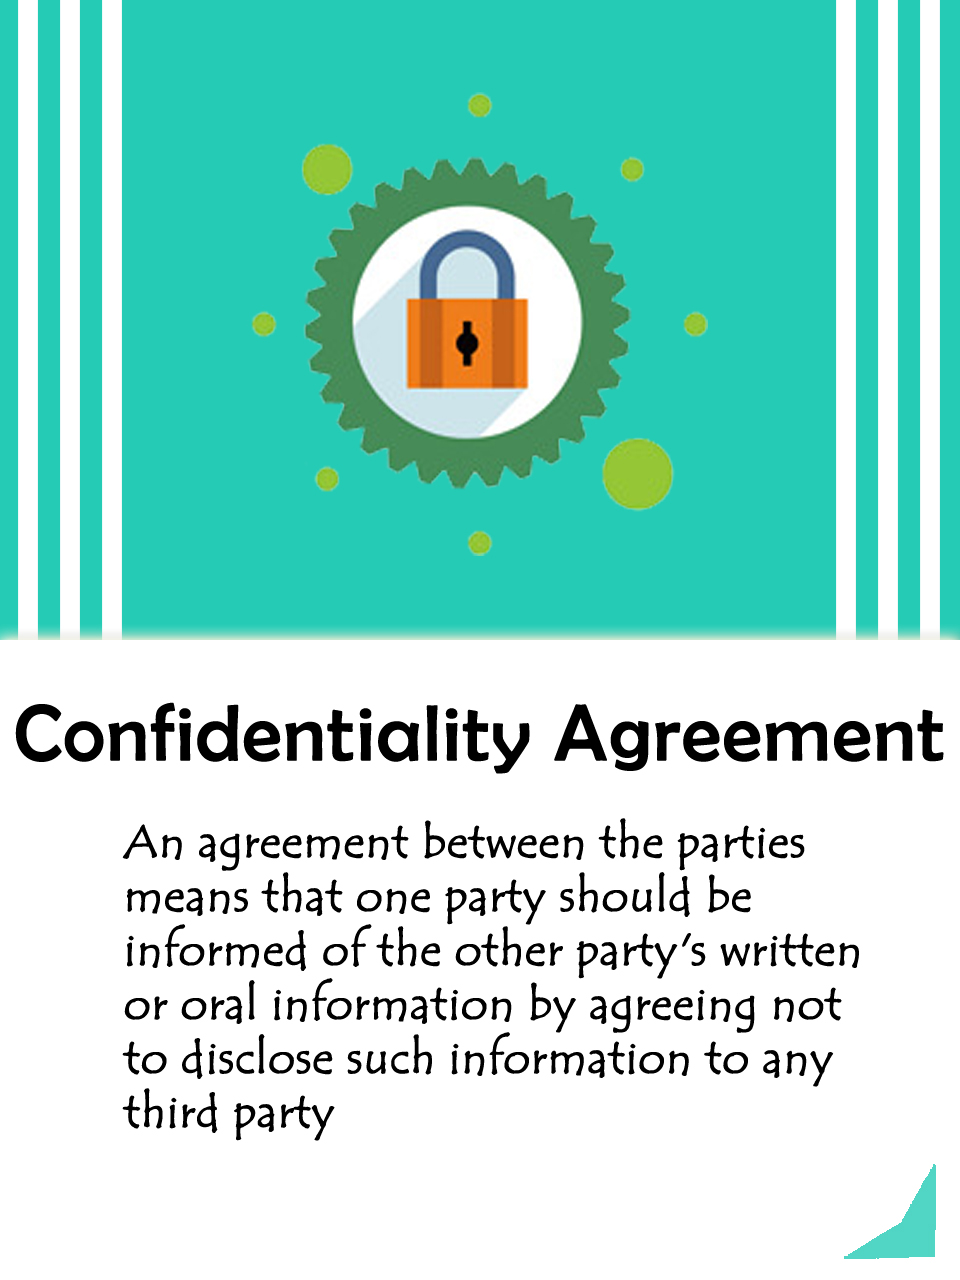 Confidentiality Agreement
An agreement between the parties
means that one party should be
informed of the other party's written
or oral information by agreeing not
to disclose such information to any
third party